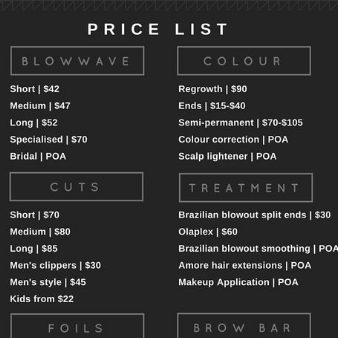 PRICE LIST
BLOWWAVE
Short | $42
Medium | $47
Long | $52
Specialised | $70
Bridal | POA
CUTS
Short | $70
Medium | $80
Long | $85
Men's clippers | $30
Men's style | $45
Kids from $22
FOILS
COLOUR
Regrowth | $90
Ends | $15-$40
Semi-permanent | $70-$105
Colour correction | POA
Scalp lightener | POA
TREATMENT
Brazilian blowout split ends | $30
Olaplex | $60
Brazilian blowout smoothing | POA
Amore hair extensions | POA
Makeup Application | POA
BROW BAR